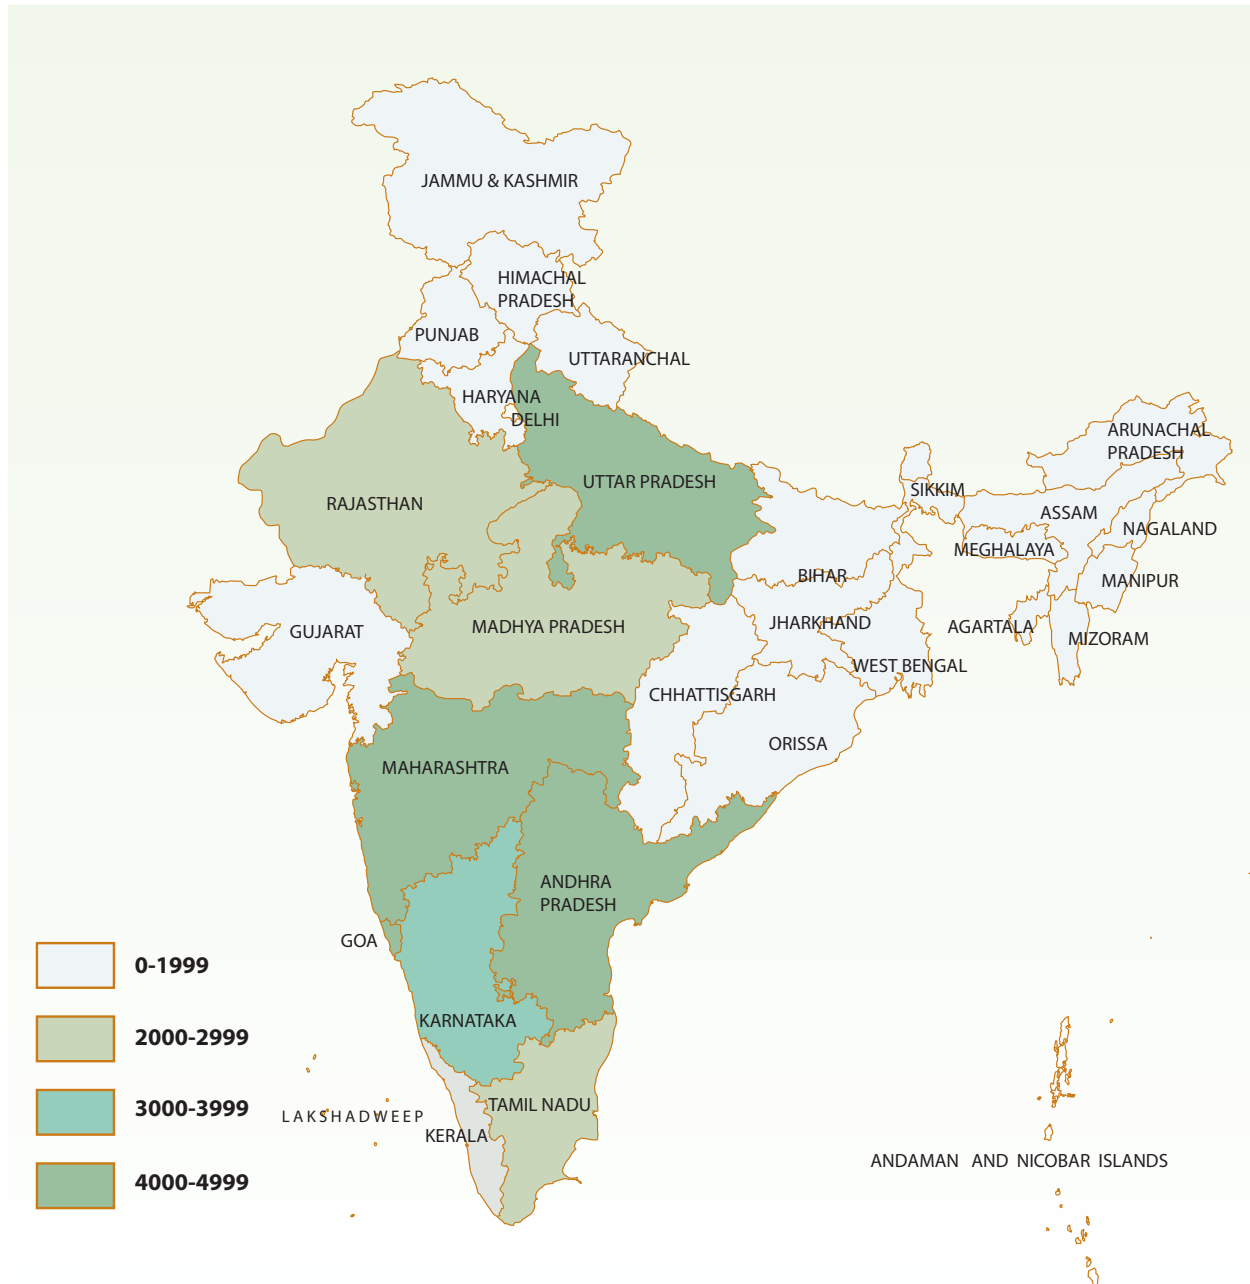 JAMMU & KASHMIR
HIMACHAL
PRADESH
PUNJAB
UTTARANCHAL
HARYANA
DELHI
ARUNACHAL
PRADESH
UTTAR PRADESH
SIKKIM
RAJASTHAN
ASSAM
NAGALAND
MEGHALAYA
BIHAR
MANIPUR
JHARKHAND
AGARTALA
MADHYA PRADESH
GUJARAT
MIZORAM
WEST BENGAL
CHHATTISGARH
ORISSA
MAHARASHTRA
ANDHRA
PRADESH
GOA
KARNATAKA
TAMIL NADU
LAKSHADWEEP
KERALA
ANDAMAN AND NICOBAR ISLANDS
0-1999
2000-2999
3000-3999
4000-4999